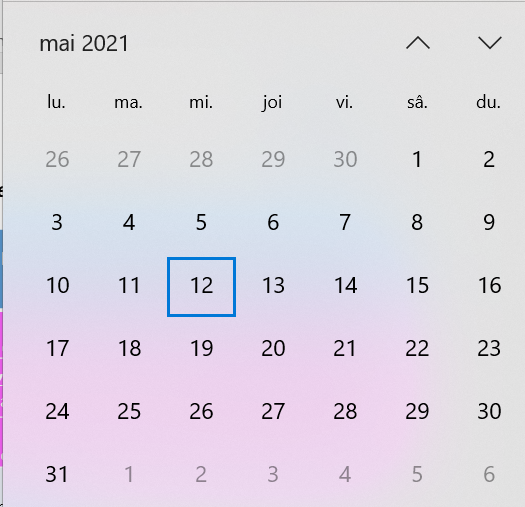 mai 2021
lu. ma. mi. joi vi. sâ. du.
26 27 28 29 30 1 2
3 4 5 6 7 8 9
10 11 12 13 14 15 16
17 18 19 20 21 22 23
24 25 26 27 28 29 30
31 1 2 3 4 5 6